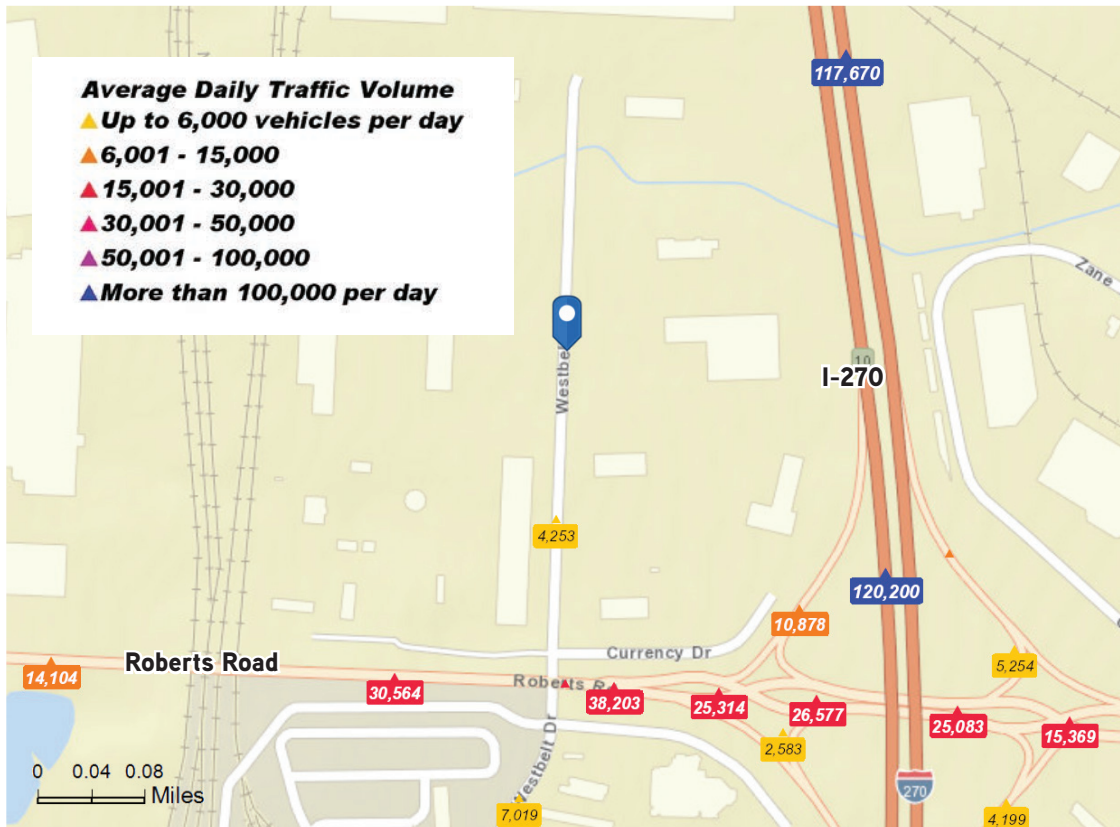 Average Daily Traffic Volume
Up to 6,000 vehicles per day
6,001 - 15,000
15,001 - 30,000
30,001 - 50,000
50,001 - 100,000
More than 100,000 per day
117,670
Zane
10
I-270
Westbel
4,253
120,200
10,878
Currency Dr
5,254
Roberts Road
14,104
30,564
Roberts R
38,203
25,314
26,577
25,083
15,369
2,583
Westbelt Dr
0 0.04 0.08
Miles
270
7,019
4,199